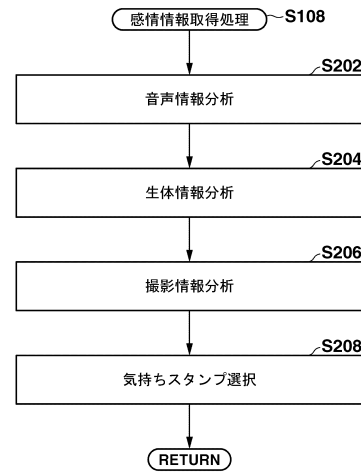 感情情報取得処理 S108
S202
音声情報分析
S204
生体情報分析
S206
撮影情報分析
S208
気持ちスタンプ選択
RETURN